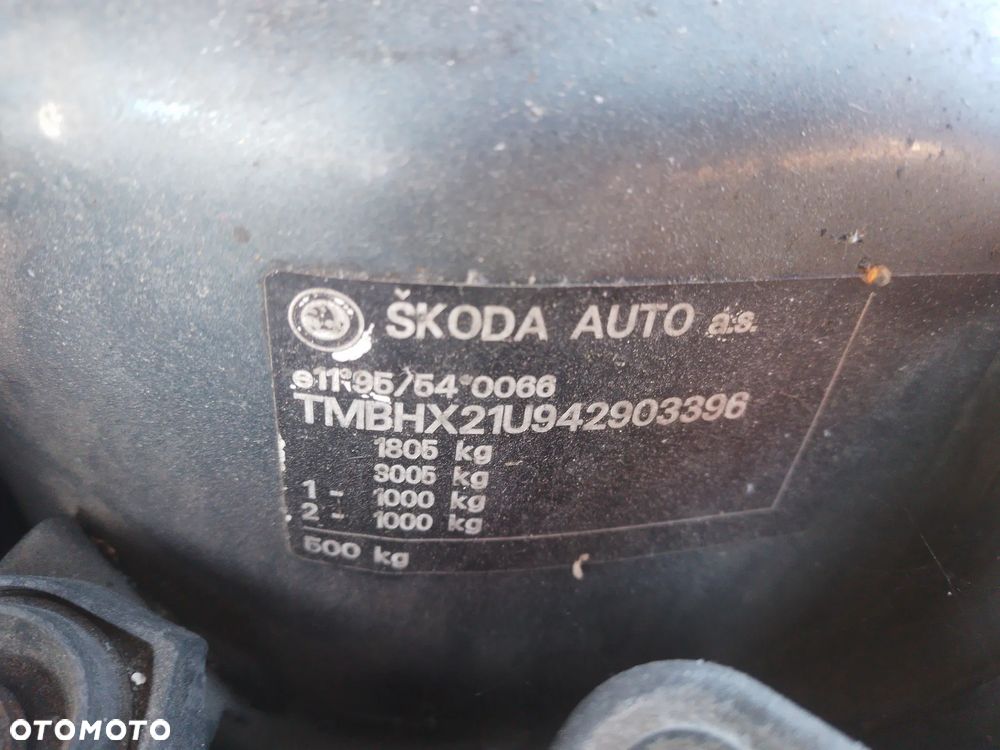 ŠKODA AUTO a.s.
e11*95/54*0066
TMBHX21U942903396
1805 kg
3005 kg
1 - 1000 kg
2 - 1000 kg
500 kg
OTOMOTO